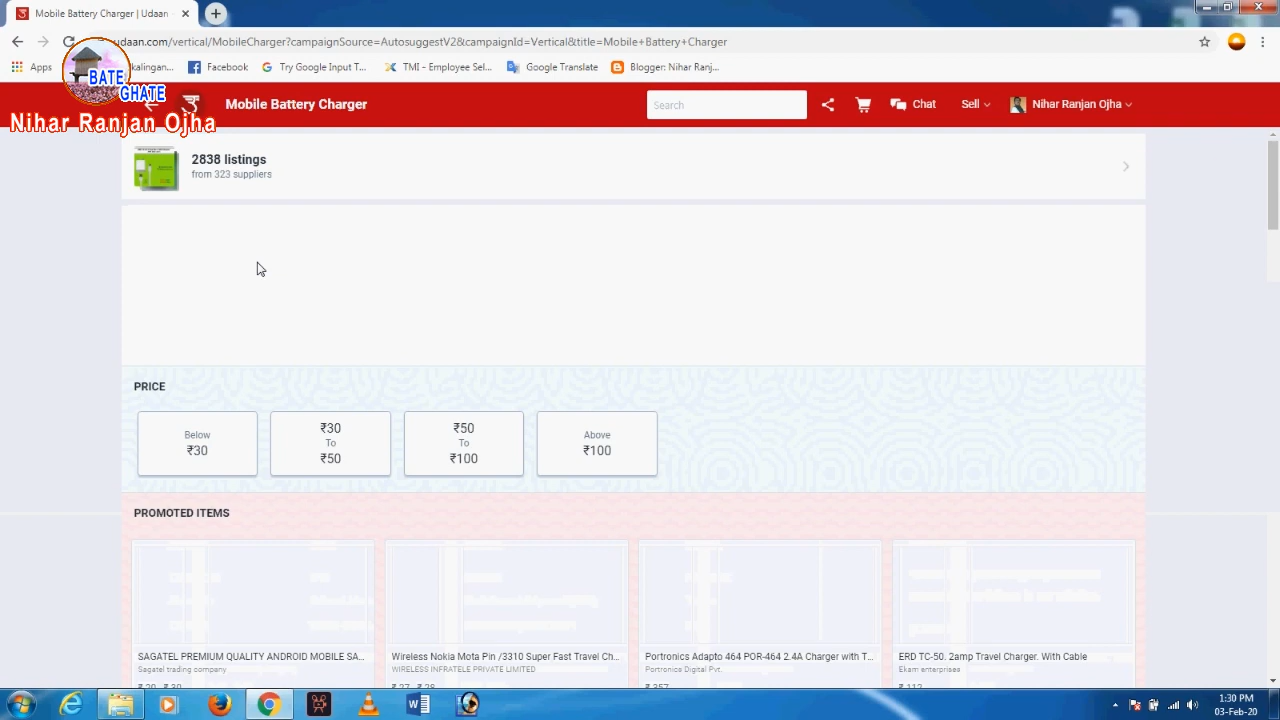 Mobile Battery Charger | Udaan
udaan.com/vertical/MobileCharger?campaignSource=AutosuggestV2&campaignId=Vertical&title=Mobile+Battery+Charger
Apps
kalingan...
Facebook
Try Google Input T...
TMI – Employee Sel...
Google Translate
Blogger: Nihar Ranj...
BATE
GHATE
Nihar Ranjan Ojha
Mobile Battery Charger
Search
Chat
Sell
Nihar Ranjan Ojha
2838 listings
from 323 suppliers
PRICE
Below
₹30
₹30
To
₹50
₹50
To
₹100
Above
₹100
PROMOTED ITEMS
SAGATEL PREMIUM QUALITY ANDROID MOBILE SA...
Sagatel trading company
Wireless Nokia Mota Pin /3310 Super Fast Travel Ch...
WIRELESS INFRATELE PRIVATE LIMITED
Portronics Adapto 464 POR-464 2.4A Charger with T...
Portronics Digital Pvt.
ERD TC-50. 2amp Travel Charger. With Cable
Ekam enterprises
1:30 PM
03-Feb-20